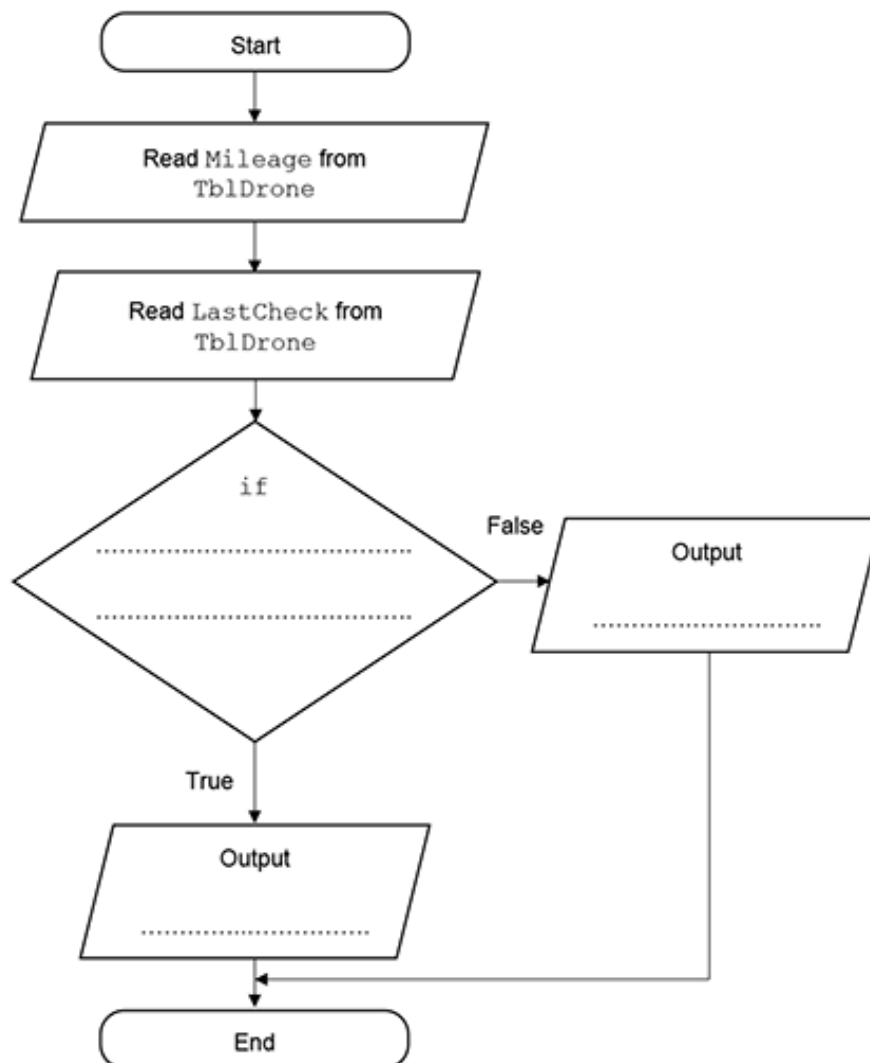 Start
Read Mileage from
TblDrone
Read LastCheck from
TblDrone
if
................................................
................................................
False
Output
...................................
True
Output
...................................
End